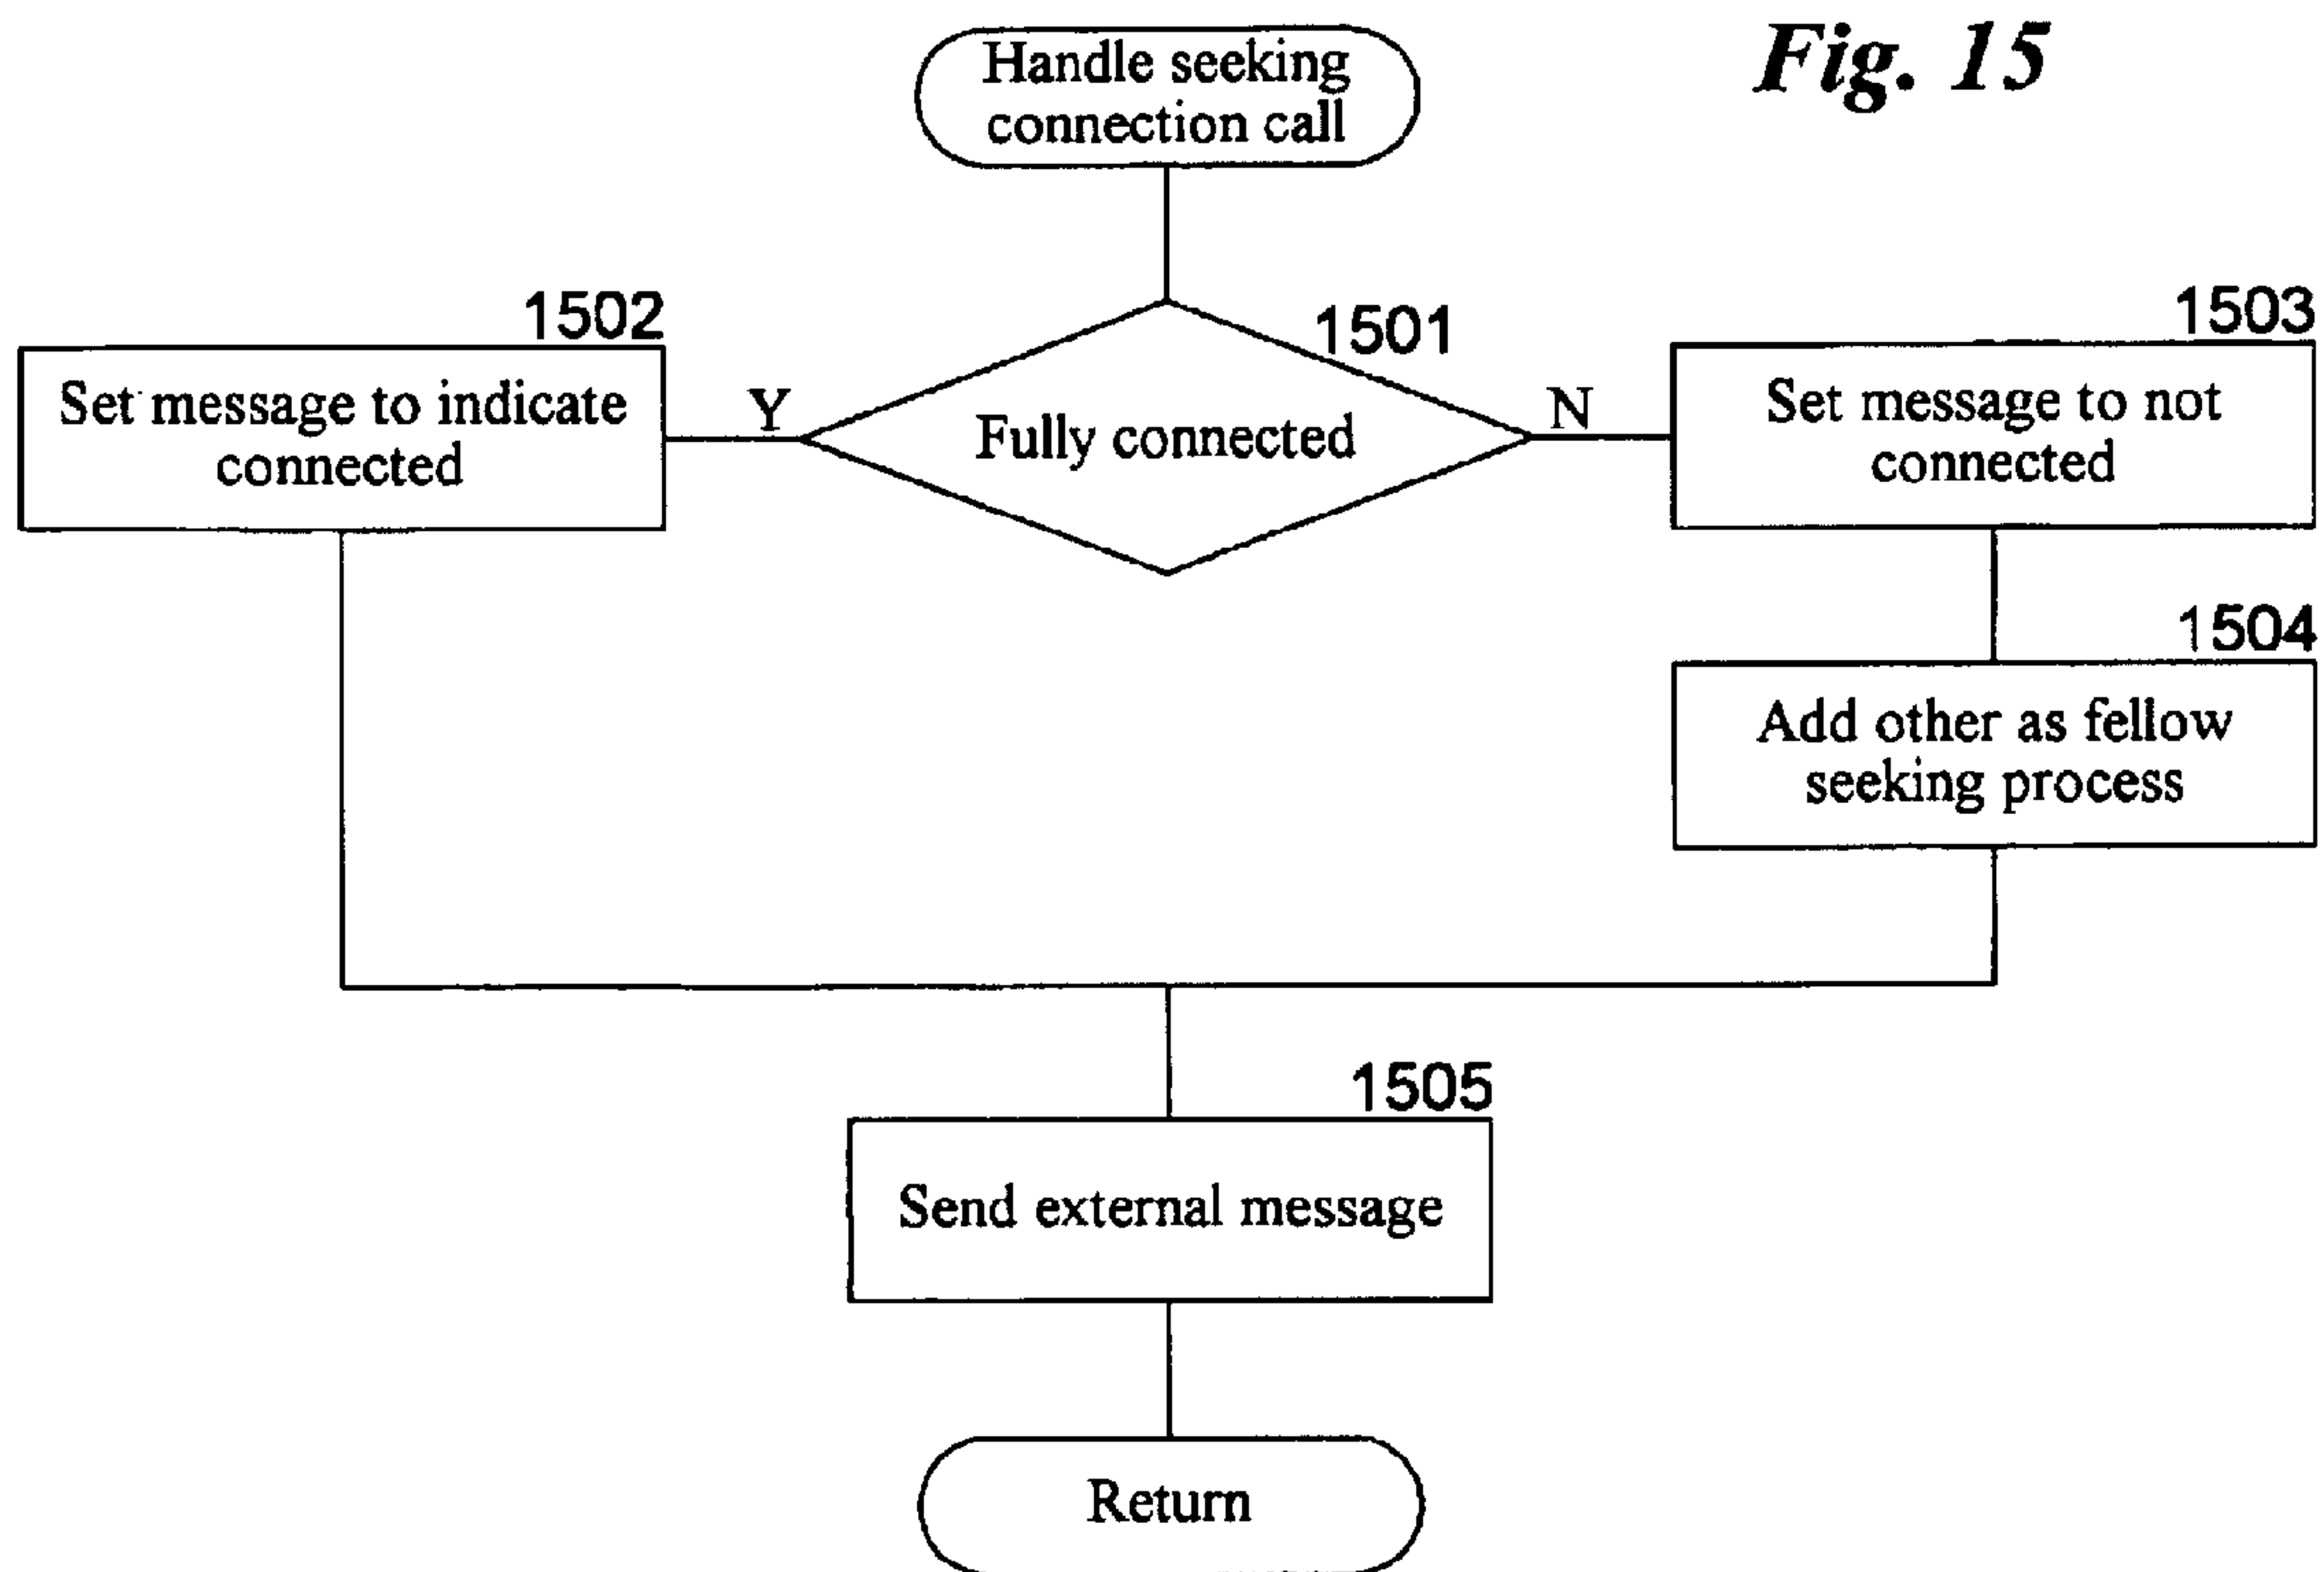 Fig. 15
Handle seeking
connection call
1501
Fully connected
Y
N
1502
Set message to indicate
connected
1503
Set message to not
connected
1504
Add other as fellow
seeking process
1505
Send external message
Return